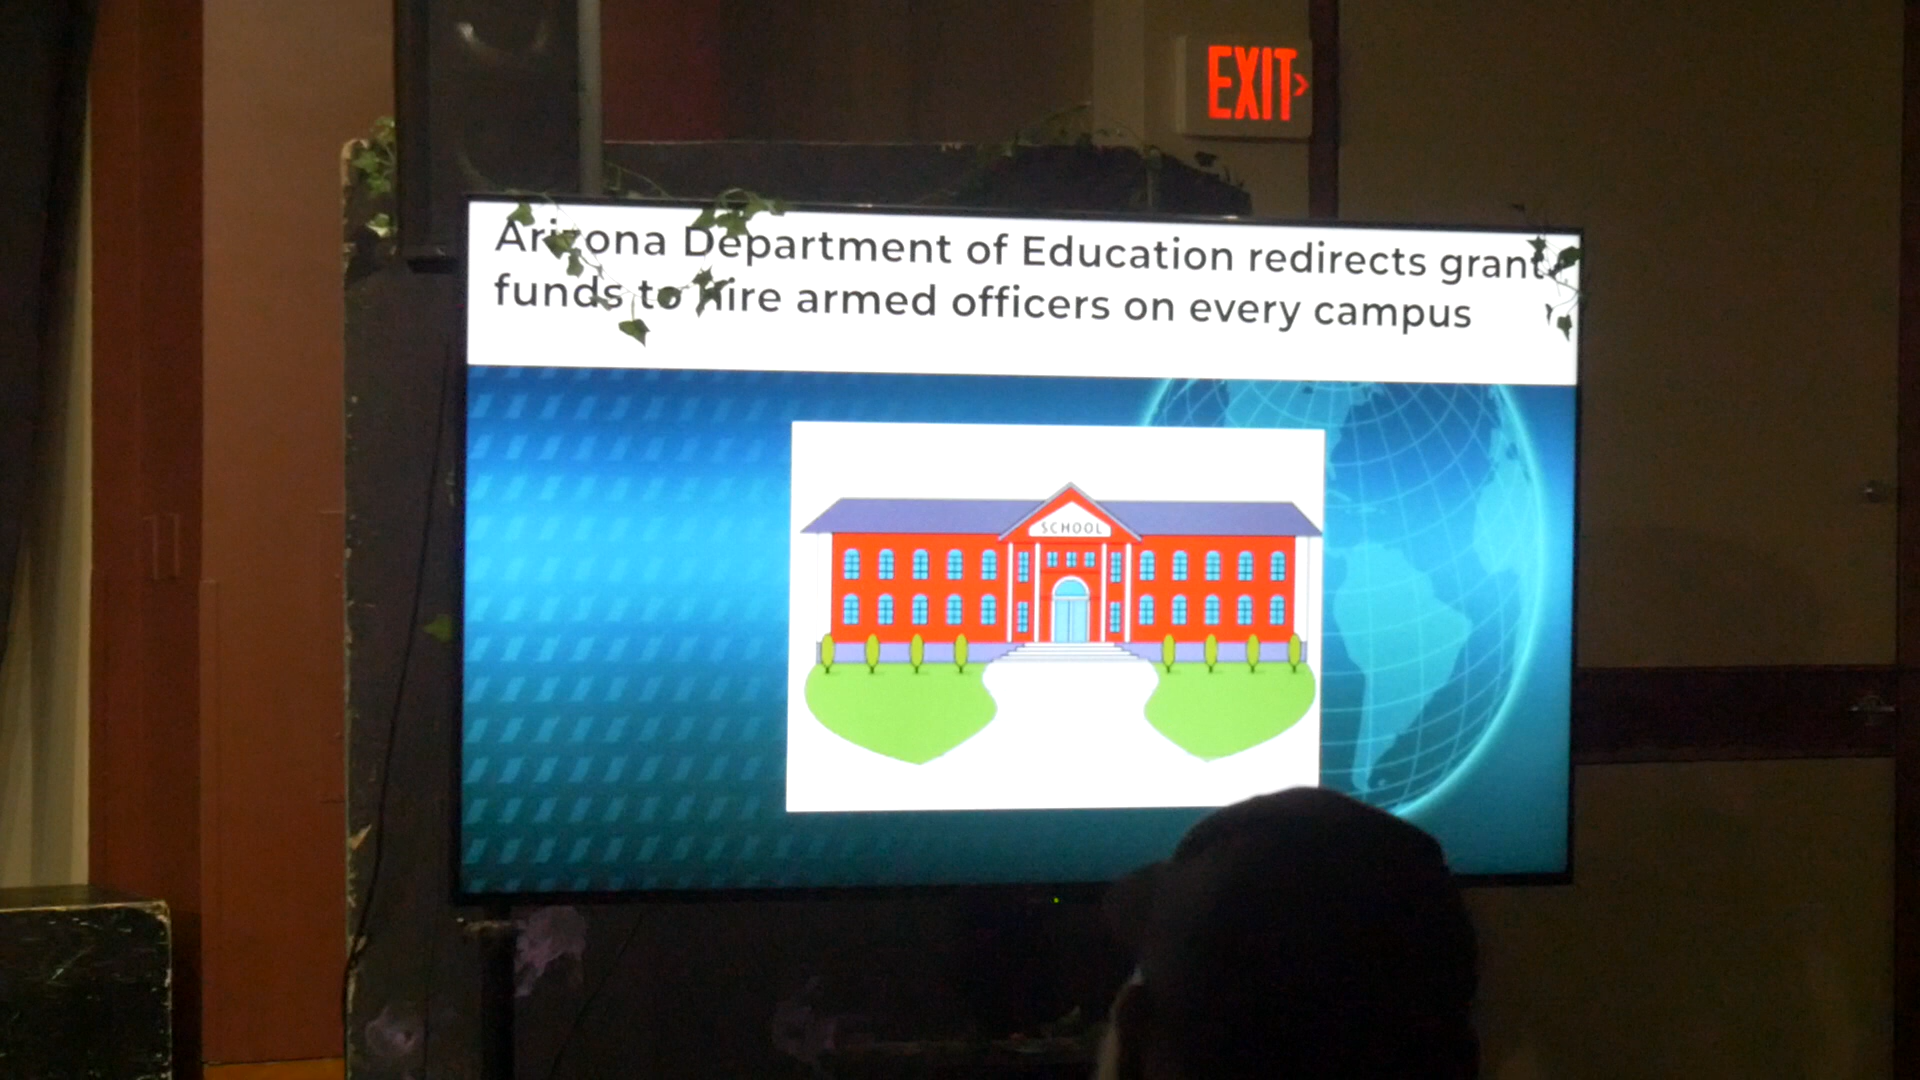 EXIT
Arizona Department of Education redirects grant
funds to hire armed officers on every campus
SCHOOL